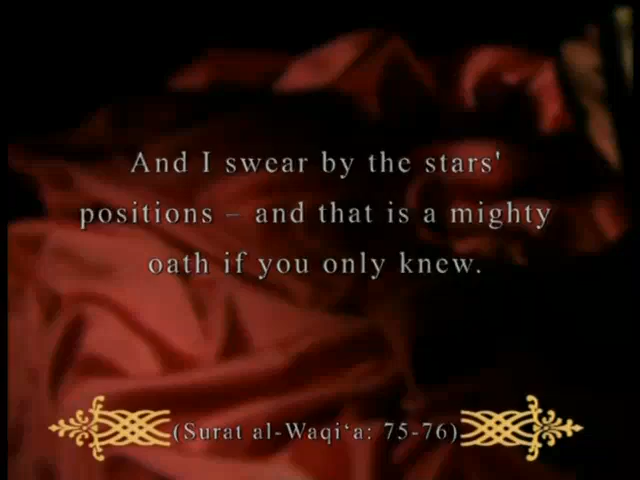 And I swear by the stars'
positions – and that is a mighty
oath if you only knew.
(Surat al-Waqi‘a: 75-76)